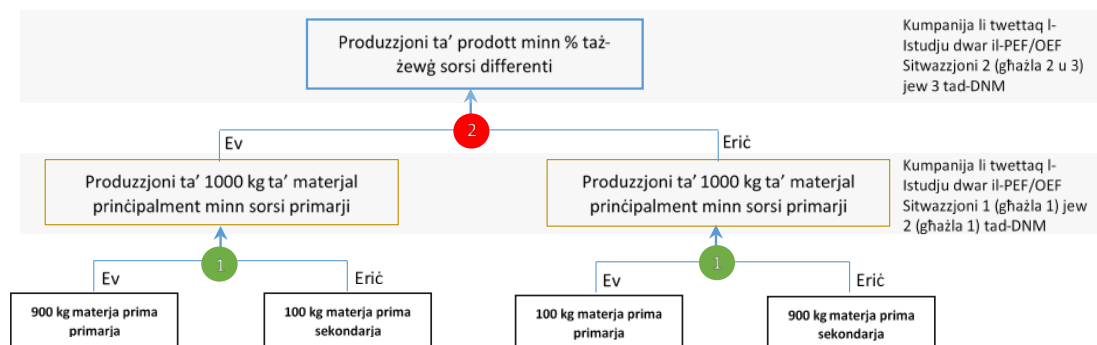 Produzzjoni ta' prodott minn % taż-
żewġ sorsi differenti
Kumpanija li twettaq l-
Istudju dwar il-PEF/OEF
Sitwazzjoni 2 (għażla 2 u 3)
jew 3 tad-DNM
2
Ev
Eriċ
Produzzjoni ta' 1000 kg ta' materjal
prinċipalment minn sorsi primarji
Produzzjoni ta' 1000 kg ta' materjal
prinċipalment minn sorsi primarji
Kumpanija li twettaq l-
Istudju dwar il-PEF/OEF
Sitwazzjoni 1 (għażla 1) jew
2 (għażla 1) tad-DNM
1
1
Ev
Eriċ
Ev
Eriċ
900 kg materja prima
primarja
100 kg materja prima
sekondarja
100 kg materja prima
primarja
900 kg materja prima
sekondarja